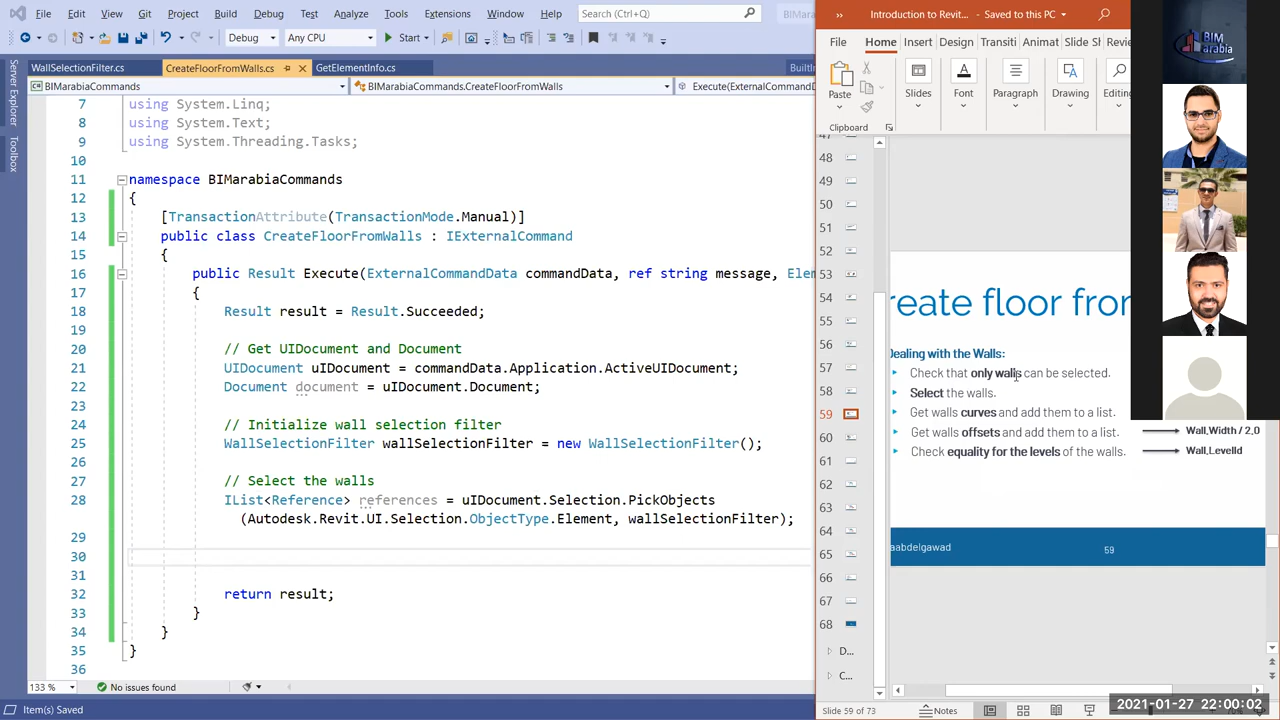 File Edit View Git Project Build Debug Test Analyze Tools Extensions Window Help Search (Ctrl+Q)
Debug Any CPU Start
WallSelectionFilter.cs CreateFloorFromWalls.cs GetElementInfo.cs
BIMarabiaCommands BIMarabiaCommands.CreateFloorFromWalls
Server Explorer
Toolbox
7 using System.Linq;
8 using System.Text;
9 using System.Threading.Tasks;
10
11 namespace BIMarabiaCommands
12 {
13 [TransactionAttribute(TransactionMode.Manual)]
14 public class CreateFloorFromWalls : IExternalCommand
15 {
16 public Result Execute(ExternalCommandData commandData, ref string message, Elem
17 {
18 Result result = Result.Succeeded;
19
20 // Get UIDocument and Document
21 UIDocument uIDocument = commandData.Application.ActiveUIDocument;
22 Document document = uIDocument.Document;
23
24 // Initialize wall selection filter
25 WallSelectionFilter wallSelectionFilter = new WallSelectionFilter();
26
27 // Select the walls
28 IList<Reference> references = uIDocument.Selection.PickObjects
(Autodesk.Revit.UI.Selection.ObjectType.Element, wallSelectionFilter);
29
30
31
32 return result;
33 }
34 }
35 }
36
133 % No issues found
Item(s) Saved
Introduction to Revit... - Saved to this PC
File Home Insert Design Transiti Animat Slide Sh Revie
Paste Slides Font Paragraph Drawing Editing
Clipboard
48
49
50
51
52
53
54
55
56
57
58
59
60
61
62
63
64
65
66
67
68
D...
C...
reate floor from
Dealing with the Walls:
Check that only walls can be selected.
Select the walls.
Get walls curves and add them to a list.
Get walls offsets and add them to a list.
Check equality for the levels of the walls.
Wall,Width / 2,0
Wall,LevelId
aabdelgawad 59
Slide 59 of 73 Notes
BIM
arabia
2021-01-27 22:00:02